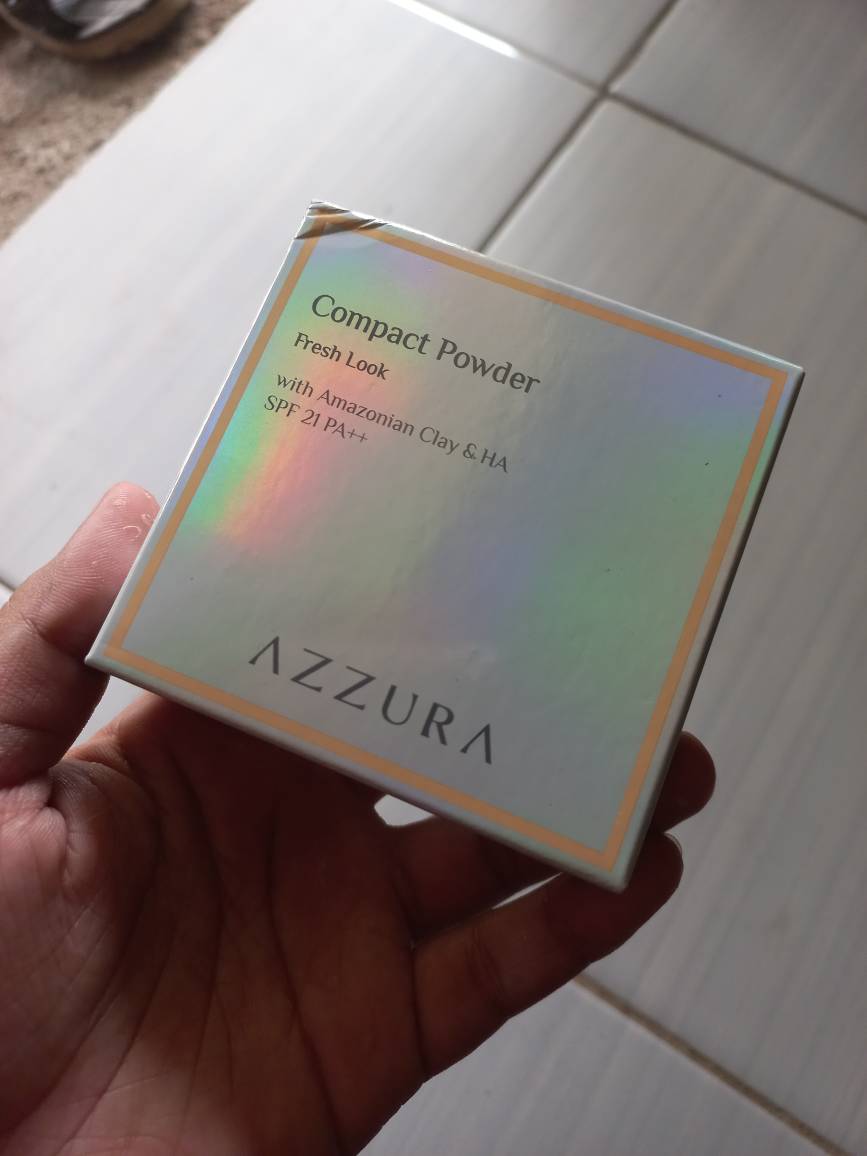 Compact Powder
Fresh Look
with Amazonian Clay & HA
SPF 21 PA++
AZZURA